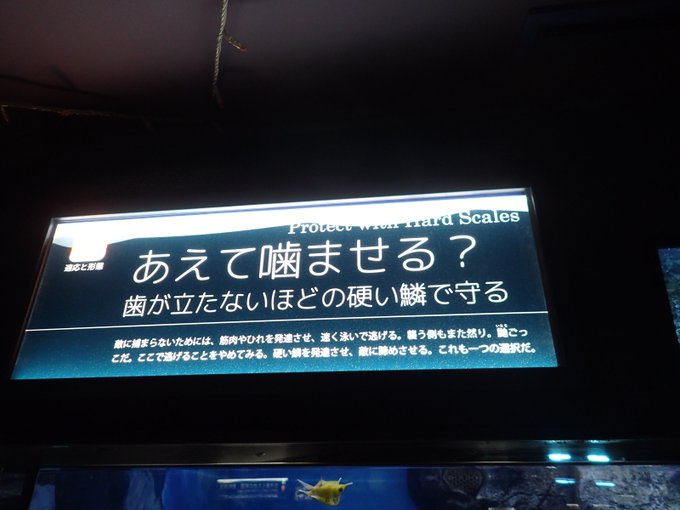 Protect with Hard Scales
適応と形態
あえて噛ませる？
歯が立たないほどの硬い鱗で守る
敵に捕まらないためには、筋肉やひれを発達させ、速く泳いで逃げる。襲う側もまた然り。鼬ごっ
こだ。ここで逃げることをやめてみる。硬い鱗を発達させ、敵に諦めさせる。これも一つの選択だ。